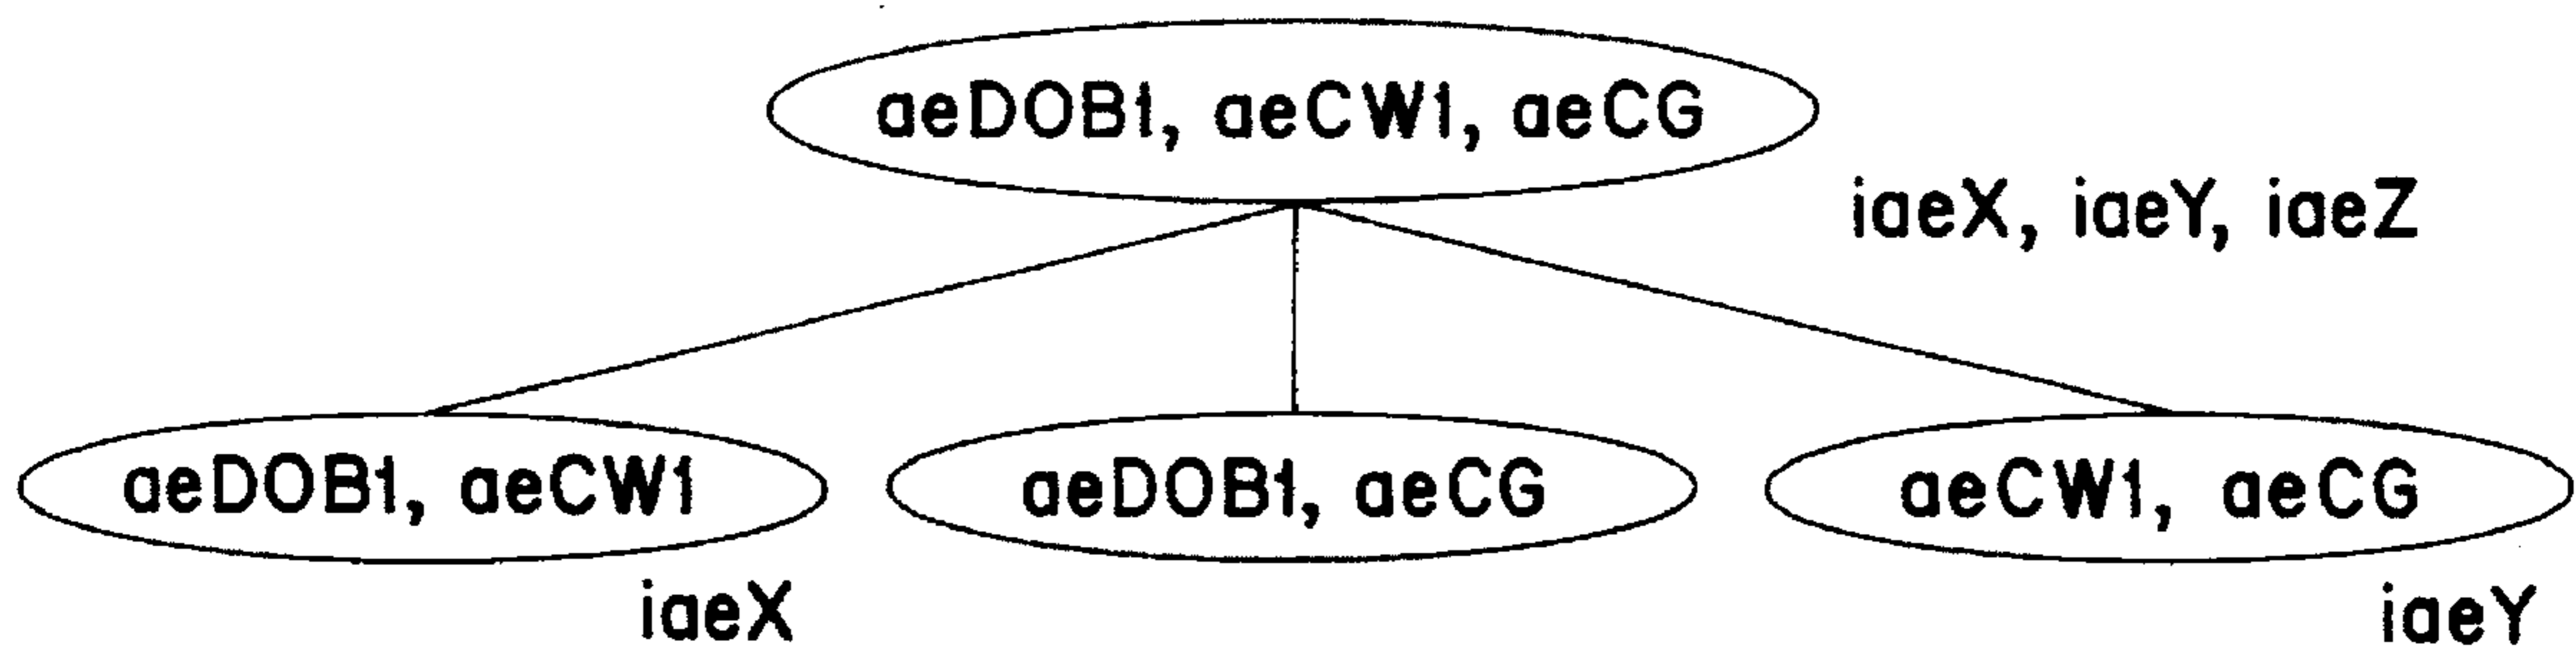 aeDOB1, aeCW1, aeCG
iaeX, iaeY, iaeZ
aeDOB1, aeCW1
aeDOB1, aeCG
aeCW1, aeCG
iaeX
iaeY